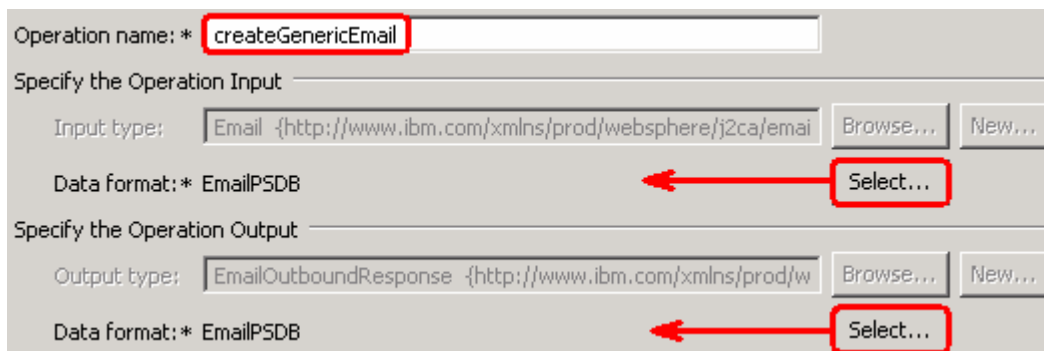 Operation name: * createGenericEmail
Specify the Operation Input
Input type: Email {http://www.ibm.com/xmlns/prod/websphere/j2ca/emai Browse... New...
Data format: * EmailPSDB Select...
Specify the Operation Output
Output type: EmailOutboundResponse {http://www.ibm.com/xmlns/prod/w Browse... New...
Data format: * EmailPSDB Select...